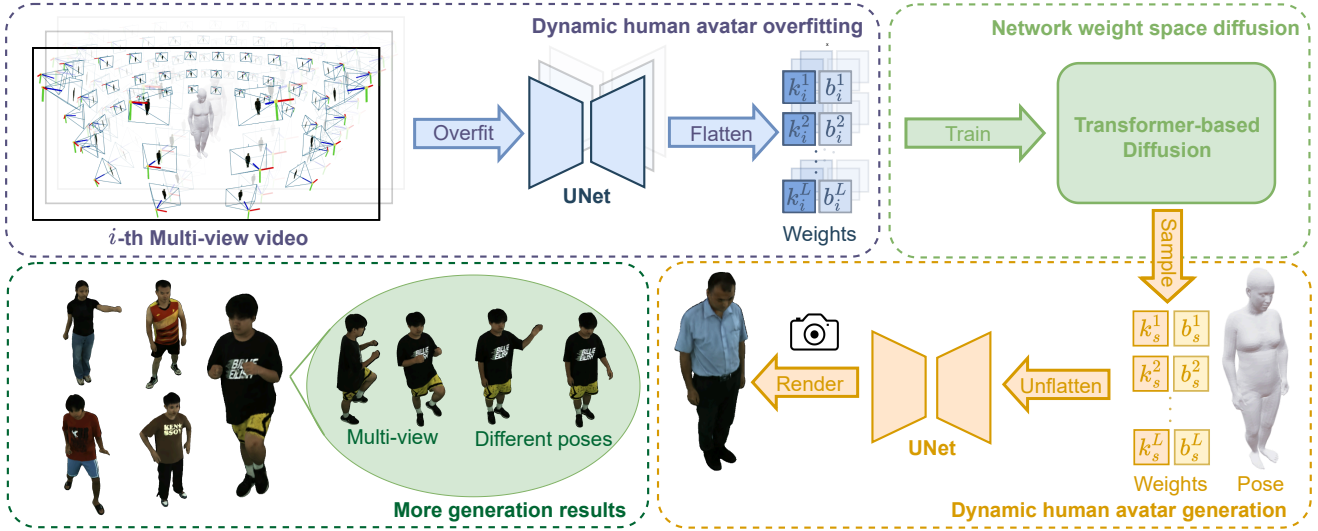 Dynamic human avatar overfitting
Overfit
UNet
Flatten
k_i^1 b_i^1
k_i^2 b_i^2
k_i^L b_i^L
Weights
i-th Multi-view video
Network weight space diffusion
Train
Transformer-based
Diffusion
Sample
k_s^1 b_s^1
k_s^2 b_s^2
k_s^L b_s^L
Weights
Pose
Unflatten
UNet
Render
Dynamic human avatar generation
Multi-view
Different poses
More generation results